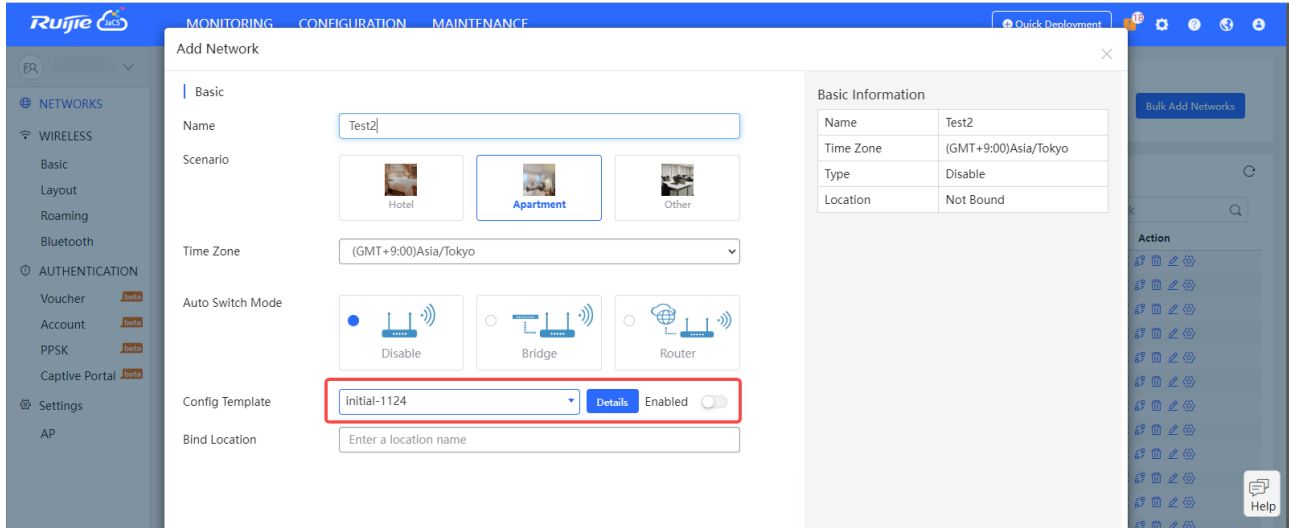 Ruijie JaCS MONITORING CONFIGURATION MAINTENANCE Quick Deployment 18
Add Network
Basic
Name Test2
Scenario
Hotel Apartment Other
Time Zone (GMT+9:00)Asia/Tokyo
Auto Switch Mode
Disable Bridge Router
Config Template initial-1124 Details Enabled
Bind Location Enter a location name
Basic Information
Name Test2
Time Zone (GMT+9:00)Asia/Tokyo
Type Disable
Location Not Bound
NETWORKS
WIRELESS
Basic
Layout
Roaming
Bluetooth
AUTHENTICATION
Voucher beta
Account beta
PPSK beta
Captive Portal beta
Settings
AP
Bulk Add Networks
Action
Help